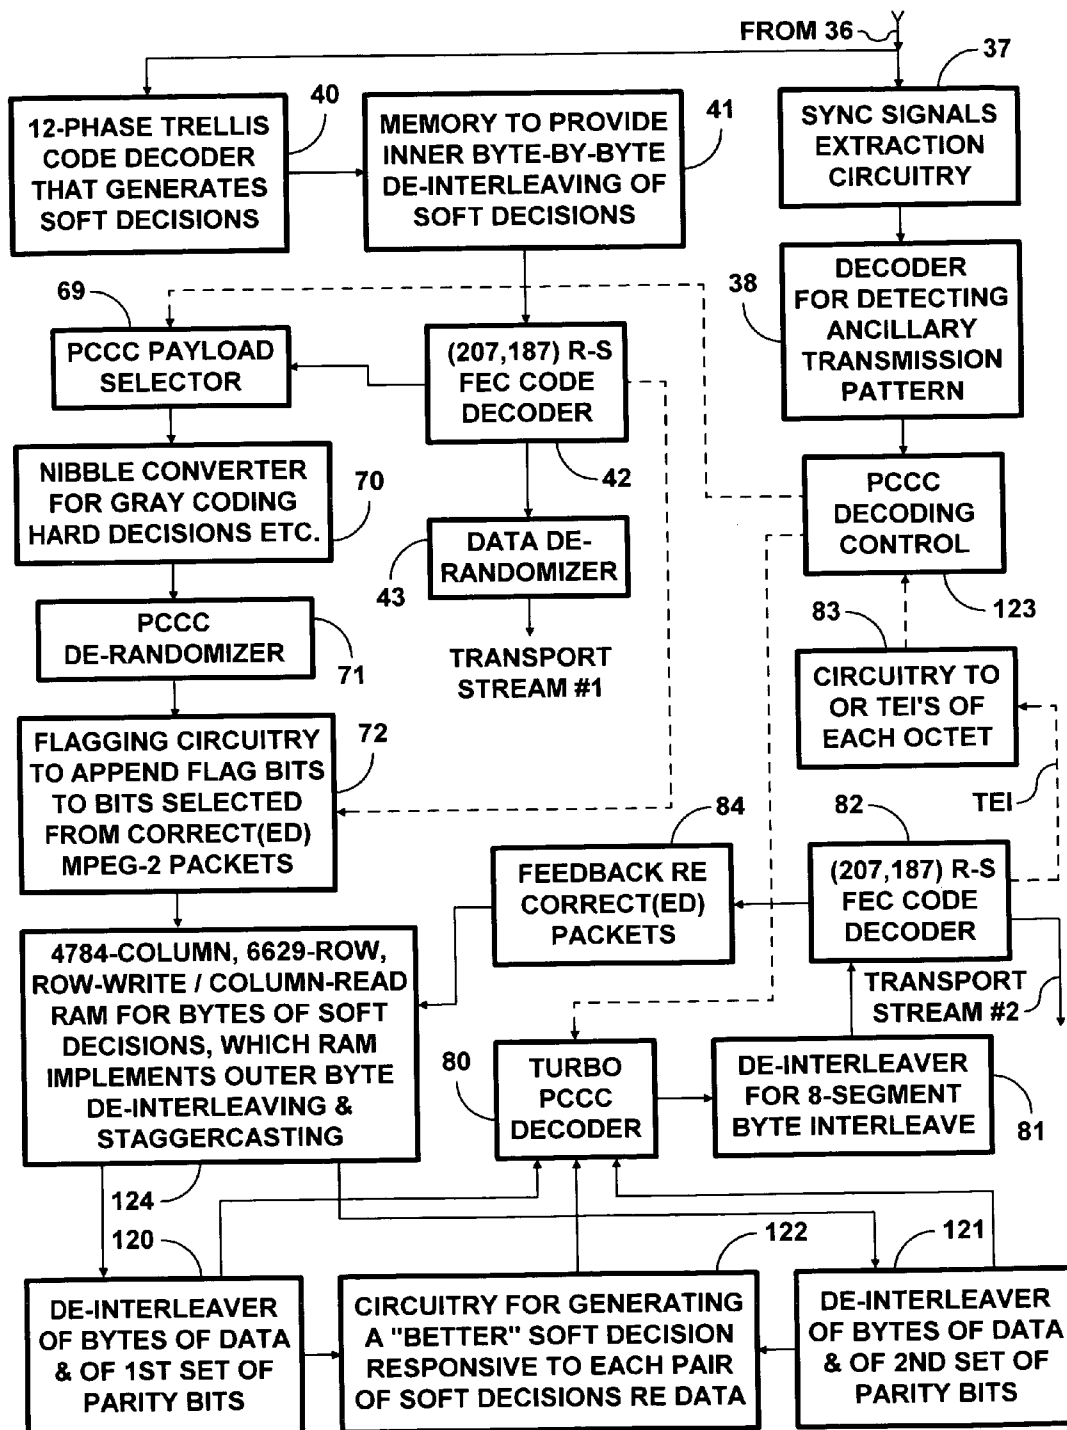 FROM 36
37
40
12-PHASE TRELLIS
CODE DECODER
THAT GENERATES
SOFT DECISIONS
41
MEMORY TO PROVIDE
INNER BYTE-BY-BYTE
DE-INTERLEAVING OF
SOFT DECISIONS
SYNC SIGNALS
EXTRACTION
CIRCUITRY
38
DECODER
FOR DETECTING
ANCILLARY
TRANSMISSION
PATTERN
69
PCCC PAYLOAD
SELECTOR
(207,187) R-S
FEC CODE
DECODER
42
NIBBLE CONVERTER
FOR GRAY CODING
HARD DECISIONS ETC.
70
PCCC
DECODING
CONTROL
123
DATA DE-
RANDOMIZER
43
TRANSPORT
STREAM #1
PCCC
DE-RANDOMIZER
71
83
CIRCUITRY TO
OR TEI'S OF
EACH OCTET
TEI
FLAGGING CIRCUITRY
TO APPEND FLAG BITS
TO BITS SELECTED
FROM CORRECT(ED)
MPEG-2 PACKETS
72
84
FEEDBACK RE
CORRECT(ED)
PACKETS
82
(207,187) R-S
FEC CODE
DECODER
TRANSPORT
STREAM #2
4784-COLUMN, 6629-ROW,
ROW-WRITE / COLUMN-READ
RAM FOR BYTES OF SOFT
DECISIONS, WHICH RAM
IMPLEMENTS OUTER BYTE
DE-INTERLEAVING &
STAGGERCASTING
124
80
TURBO
PCCC
DECODER
DE-INTERLEAVER
FOR 8-SEGMENT
BYTE INTERLEAVE
81
120
DE-INTERLEAVER
OF BYTES OF DATA
& OF 1ST SET OF
PARITY BITS
122
CIRCUITRY FOR GENERATING
A "BETTER" SOFT DECISION
RESPONSIVE TO EACH PAIR
OF SOFT DECISIONS RE DATA
121
DE-INTERLEAVER
OF BYTES OF DATA
& OF 2ND SET OF
PARITY BITS